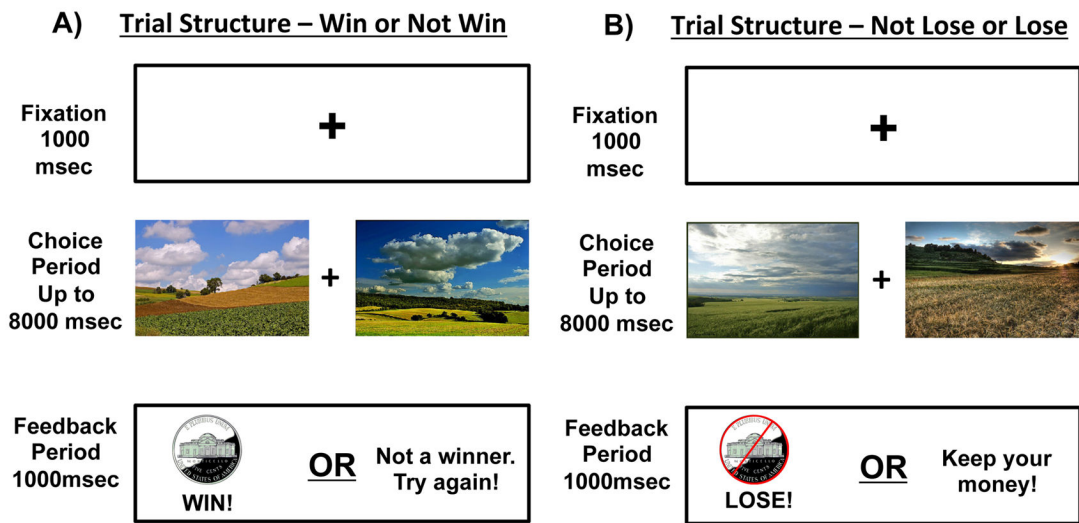 A) Trial Structure – Win or Not Win
Fixation
1000
msec
+
Choice
Period
Up to
8000 msec
+
Feedback
Period
1000msec
WIN!
OR
Not a winner.
Try again!
B) Trial Structure – Not Lose or Lose
Fixation
1000
msec
+
Choice
Period
Up to
8000 msec
+
Feedback
Period
1000msec
LOSE!
OR
Keep your
money!